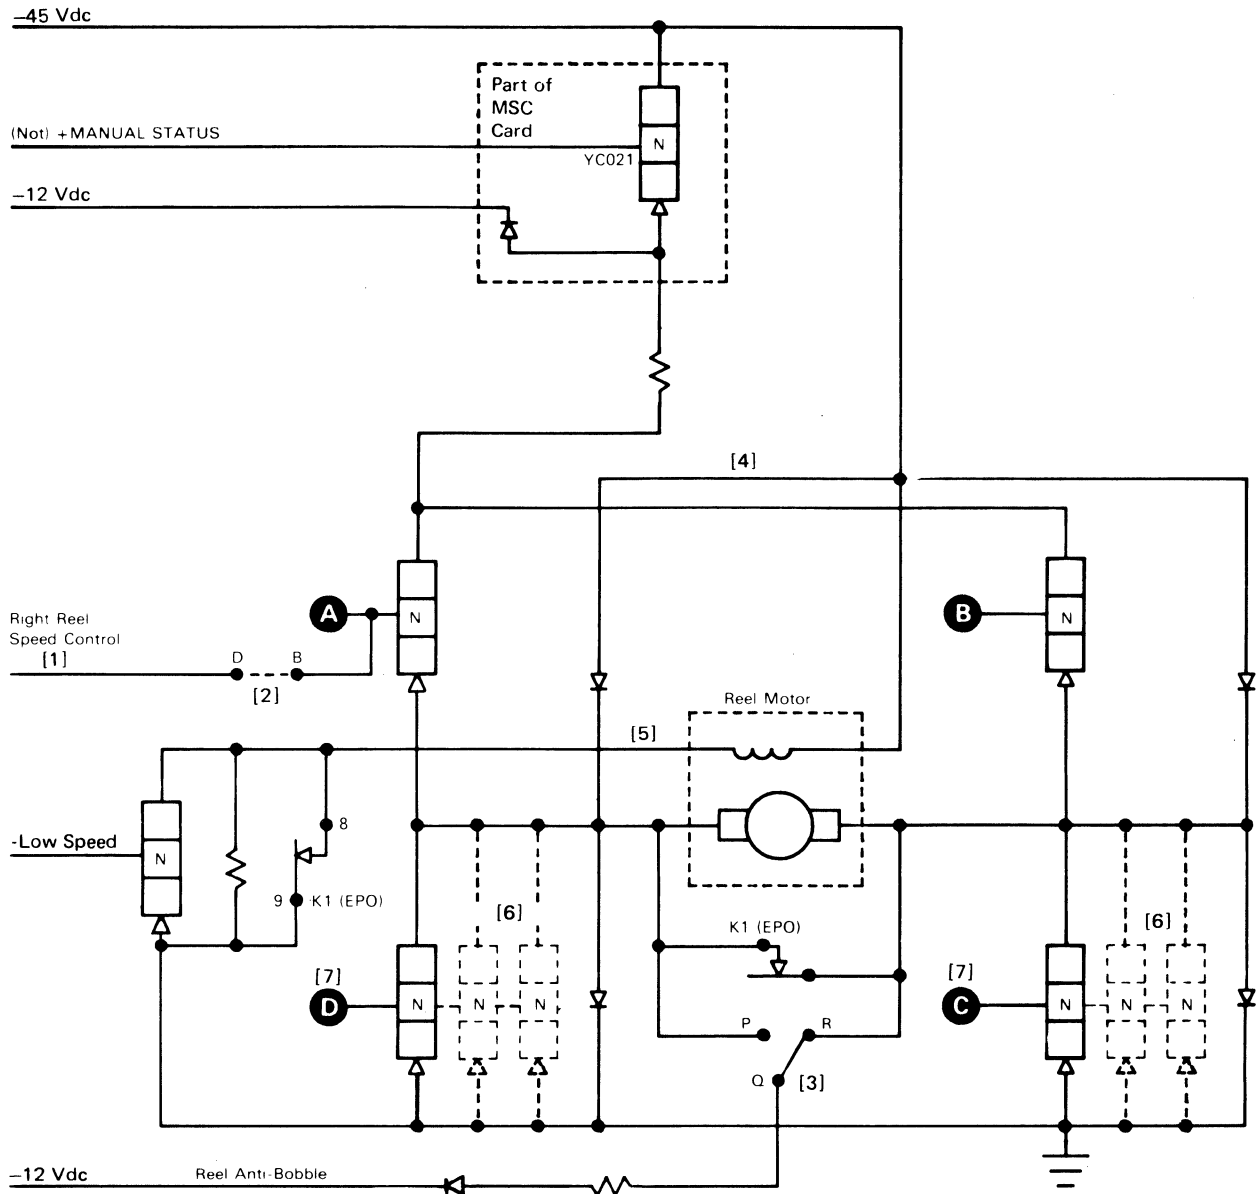 –45 Vdc
Part of
MSC
Card
(Not) +MANUAL STATUS
N
YC021
–12 Vdc
[4]
A
N
B
N
Right Reel
Speed Control
[1]
D
B
[2]
Reel Motor
[5]
8
-Low Speed
N
9
K1 (EPO)
[6]
K1 (EPO)
[6]
[7]
D
N
N
N
[7]
C
N
N
N
P
R
Q
[3]
–12 Vdc
Reel Anti-Bobble